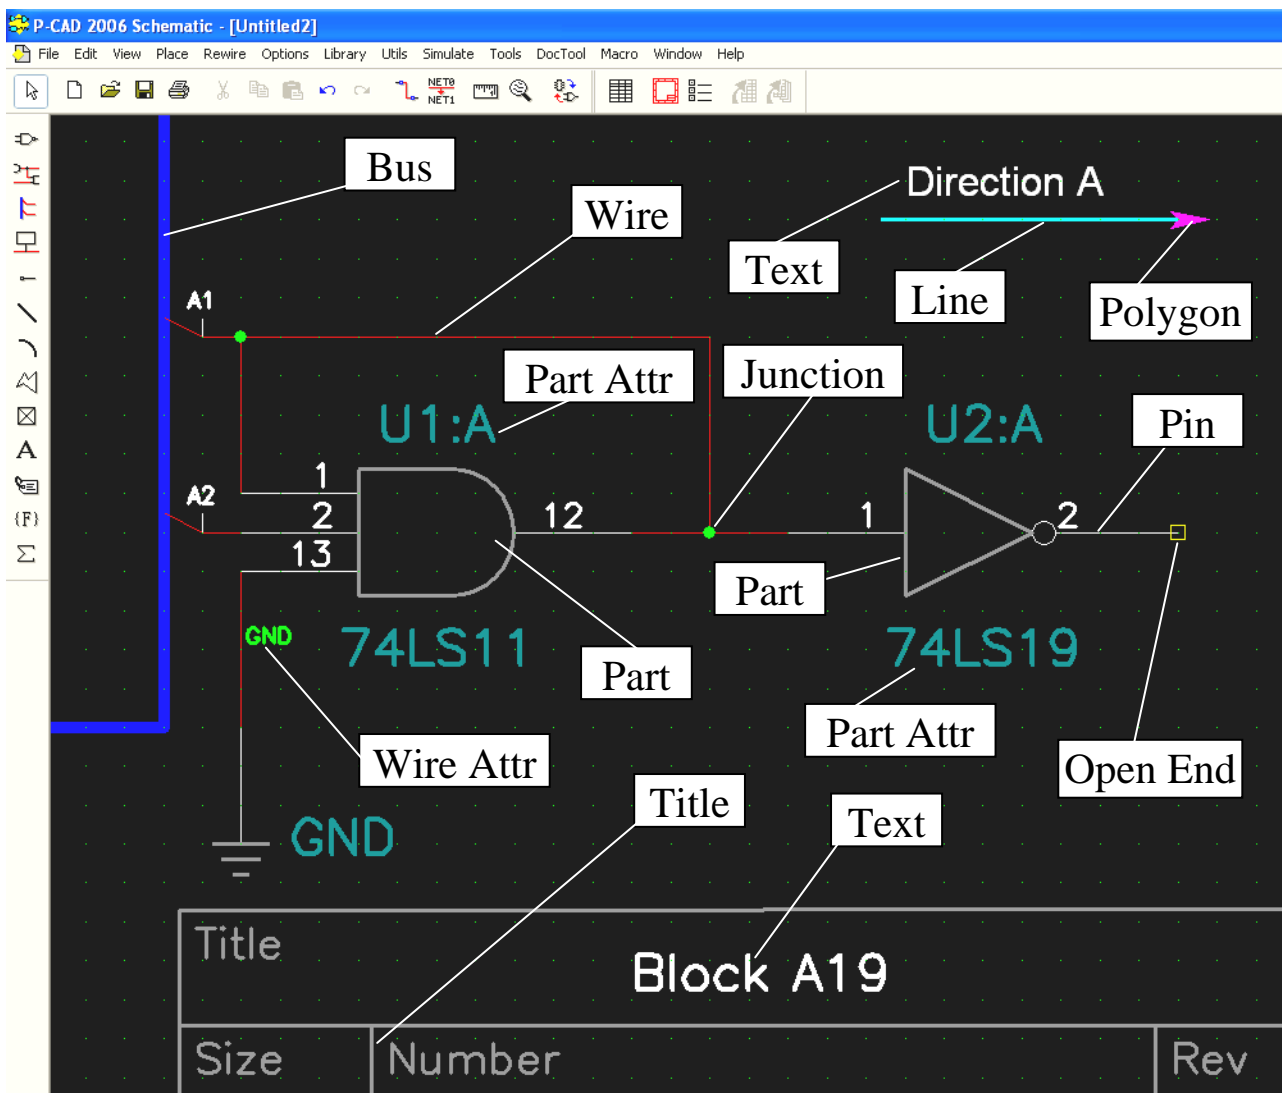 P-CAD 2006 Schematic - [Untitled2]
File Edit View Place Rewire Options Library Utils Simulate Tools DocTool Macro Window Help
NET0
NET1
A
{F}
Σ
Bus
Wire
Direction A
Text
Line
Polygon
A1
Part Attr
Junction
U1:A
U2:A
Pin
1
A2
2
12
1
2
13
Part
GND
74LS11
74LS19
Part
Part Attr
Wire Attr
Open End
Title
Text
GND
Title
Block A19
Size
Number
Rev